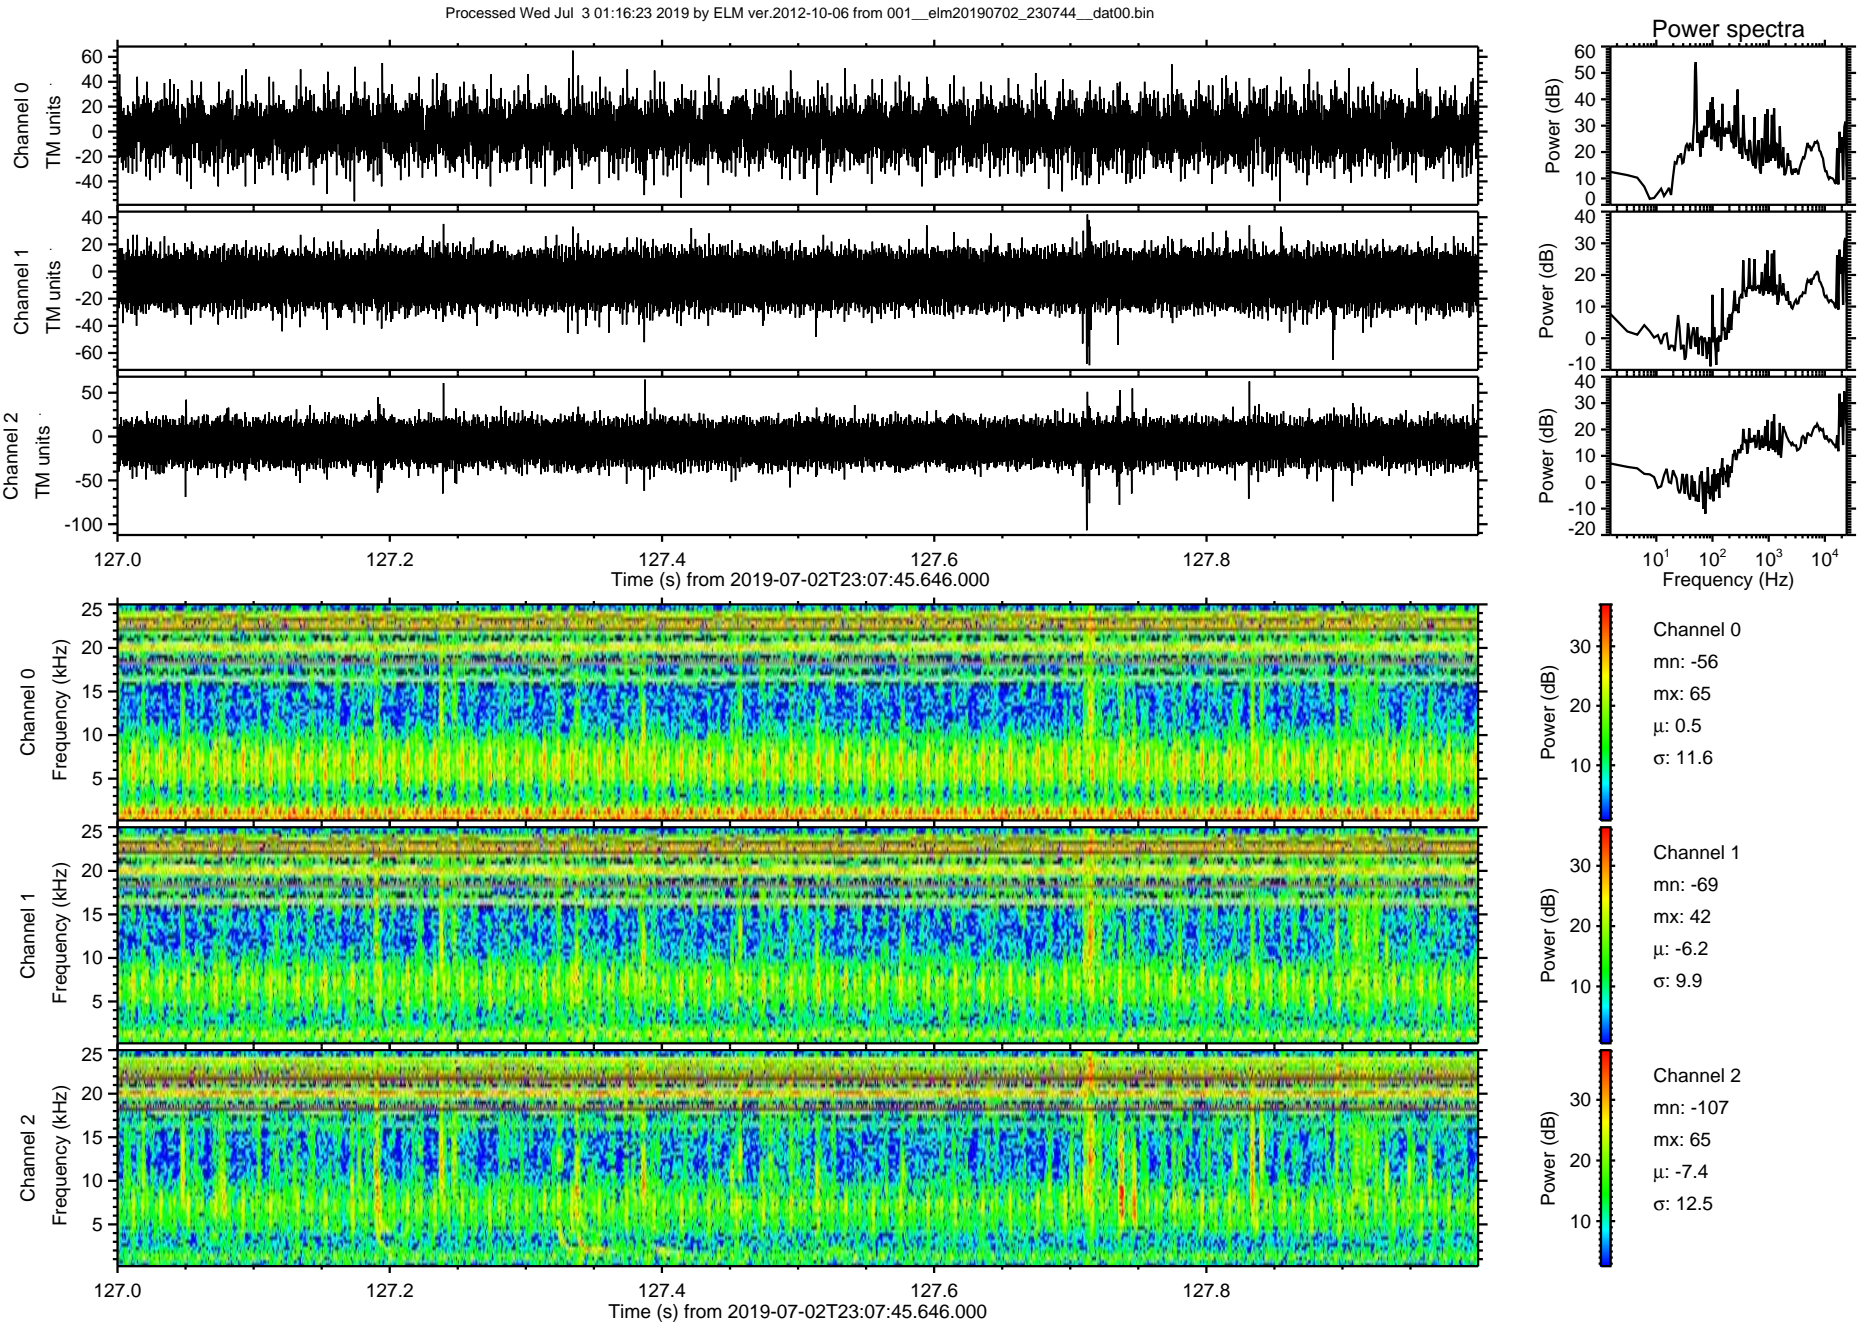 Processed Wed Jul  3 01:16:23 2019 by ELM ver.2012-10-06 from 001__elm20190702_230744__dat00.bin
Power spectra
Channel 0
TM units
60
40
20
0
-20
-40
Power (dB)
60
50
40
30
20
10
0
Channel 1
TM units
40
20
0
-20
-40
-60
Power (dB)
40
30
20
10
0
-10
Channel 2
TM units
50
0
-50
-100
Power (dB)
40
30
20
10
0
-10
-20
127.0 127.2 127.4 127.6 127.8
Time (s) from 2019-07-02T23:07:45.646.000
10¹ 10² 10³ 10⁴
Frequency (Hz)
Channel 0
Frequency (kHz)
25
20
15
10
5
Power (dB)
30
20
10
Channel 0
mn: -56
mx: 65
μ: 0.5
σ: 11.6
Channel 1
Frequency (kHz)
25
20
15
10
5
Power (dB)
30
20
10
Channel 1
mn: -69
mx: 42
μ: -6.2
σ: 9.9
Channel 2
Frequency (kHz)
25
20
15
10
5
Power (dB)
30
20
10
Channel 2
mn: -107
mx: 65
μ: -7.4
σ: 12.5
127.0 127.2 127.4 127.6 127.8
Time (s) from 2019-07-02T23:07:45.646.000